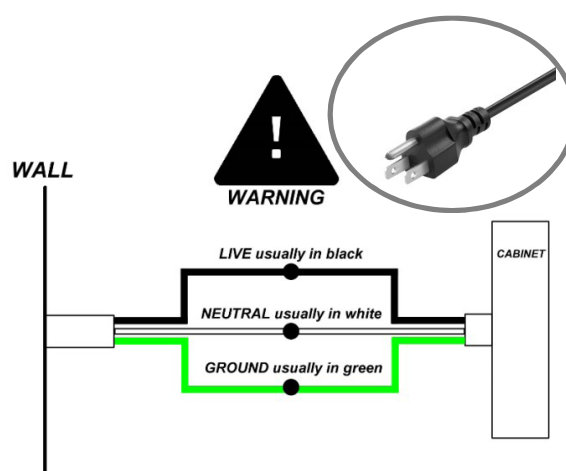 !
WARNING
WALL
LIVE usually in black
CABINET
NEUTRAL usually in white
GROUND usually in green